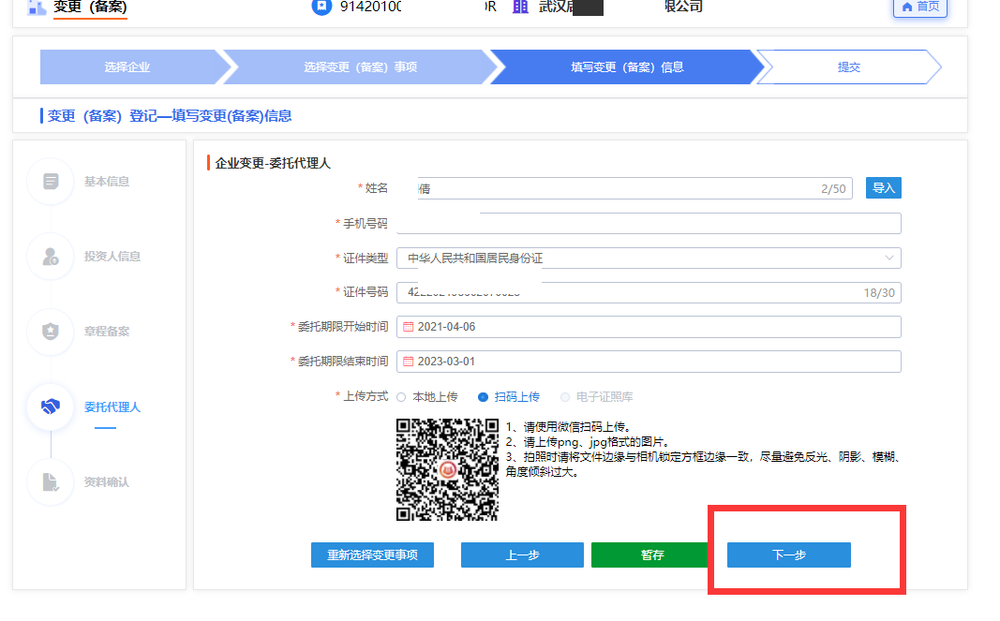 变更（备案）
91420100
R
武汉
限公司
首页
选择企业
选择变更（备案）事项
填写变更（备案）信息
提交
变更（备案）登记—填写变更(备案)信息
基本信息
投资人信息
章程备案
委托代理人
资料确认
企业变更-委托代理人
*姓名
倩
2/50
导入
*手机号码
*证件类型
中华人民共和国居民身份证
*证件号码
18/30
*委托期限开始时间
2021-04-06
*委托期限结束时间
2023-03-01
*上传方式
本地上传
扫码上传
电子证照库
1、请使用微信扫码上传。
2、请上传png、jpg格式的图片。
3、拍照时请将文件边缘与相机锁定方框边缘一致，尽量避免反光、阴影、模糊、
角度倾斜过大。
重新选择变更事项
上一步
暂存
下一步